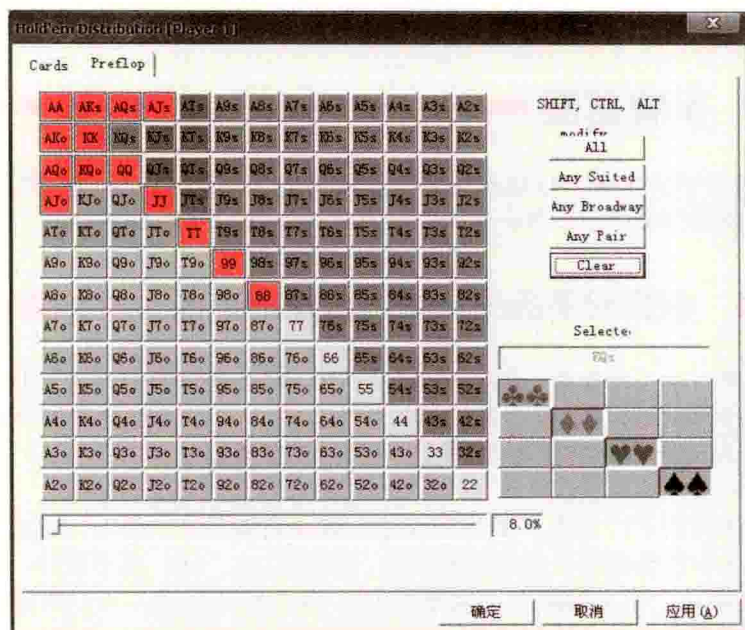 Hold'em Distribution [Player 1]
Cards Preflop
AA AKs AQs AJs ATs A9s A8s A7s A6s A5s A4s A3s A2s
AKo KK KQs KJs KTs K9s K8s K7s K6s K5s K4s K3s K2s
AQo KQo QQ QJs QTs Q9s Q8s Q7s Q6s Q5s Q4s Q3s Q2s
AJo KJo QJo JJ JTs J9s J8s J7s J6s J5s J4s J3s J2s
ATo KTo QTo JTo TT T9s T8s T7s T6s T5s T4s T3s T2s
A9o K9o Q9o J9o T9o 99 98s 97s 96s 95s 94s 93s 92s
A8o K8o Q8o J8o T8o 98o 88 87s 86s 85s 84s 83s 82s
A7o K7o Q7o J7o T7o 97o 87o 77 76s 75s 74s 73s 72s
A6o K6o Q6o J6o T6o 96o 86o 76o 66 65s 64s 63s 62s
A5o K5o Q5o J5o T5o 95o 85o 75o 65o 55 54s 53s 52s
A4o K4o Q4o J4o T4o 94o 84o 74o 64o 54o 44 43s 42s
A3o K3o Q3o J3o T3o 93o 83o 73o 63o 53o 43o 33 32s
A2o K2o Q2o J2o T2o 92o 82o 72o 62o 52o 42o 32o 22
8.0%
SHIFT, CTRL, ALT
modify
All
Any Suited
Any Broadway
Any Pair
Clear
Selecte
KQs
确定 取消 应用(A)